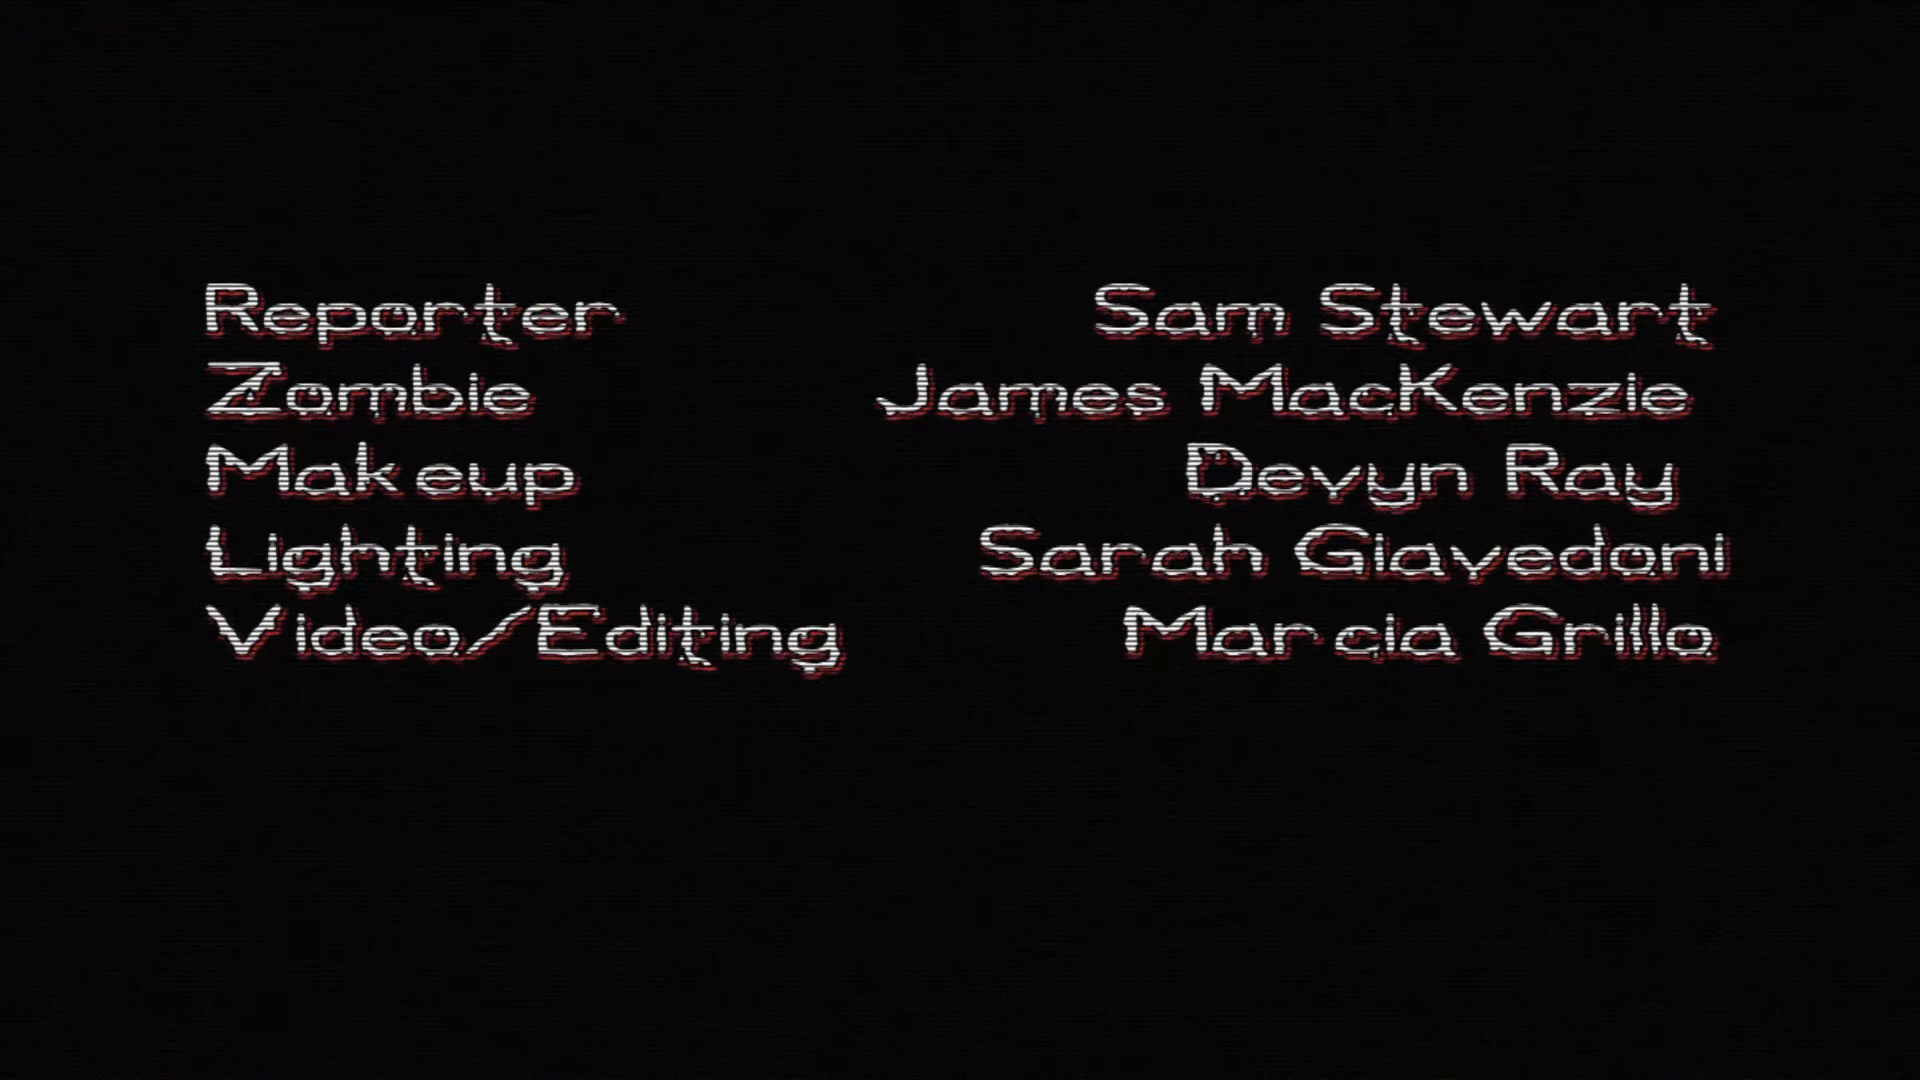 Reporter Sam Stewart
Zombie James MacKenzie
Makeup Devyn Ray
Lighting Sarah Giavedoni
Video/Editing Marcia Grillo